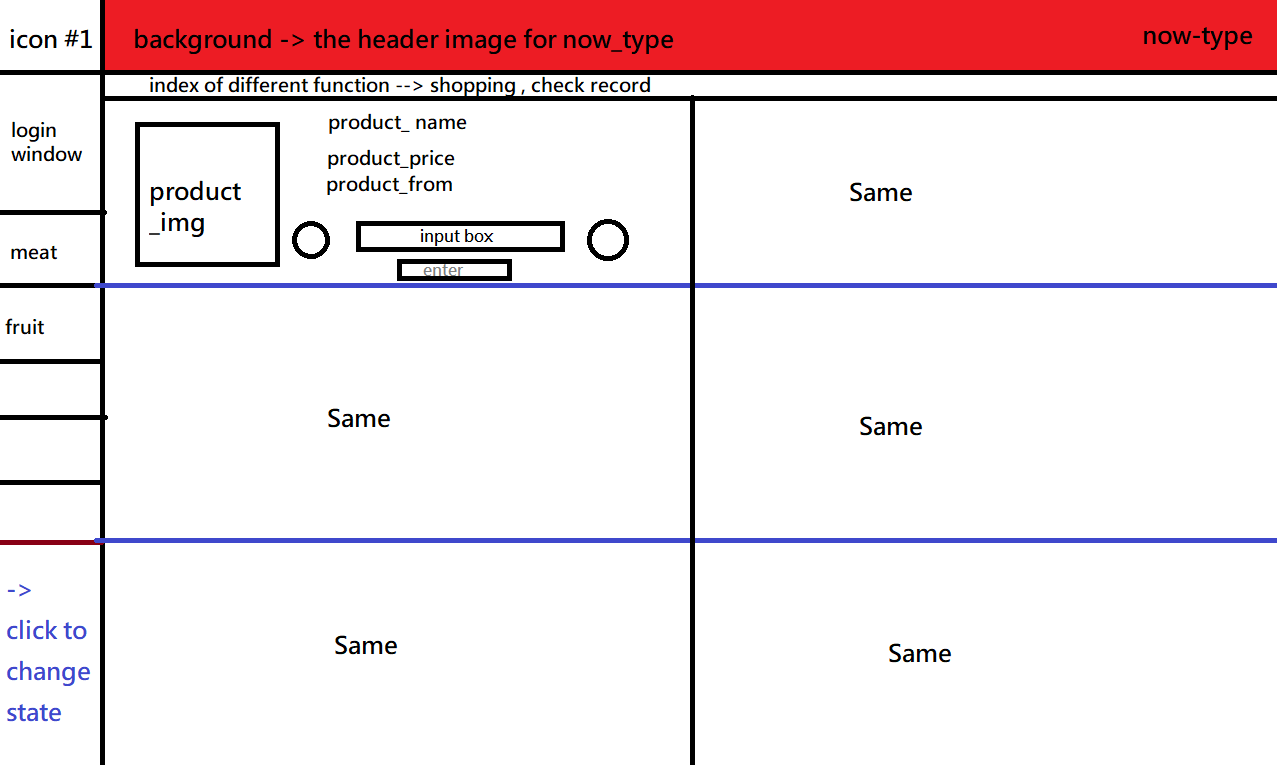 icon #1
background -> the header image for now_type
now-type
index of different function --> shopping , check record
login
window
meat
fruit
-> 
click to
change
state
product
_img
product_ name
product_price
product_from
input box
enter
Same
Same
Same
Same
Same